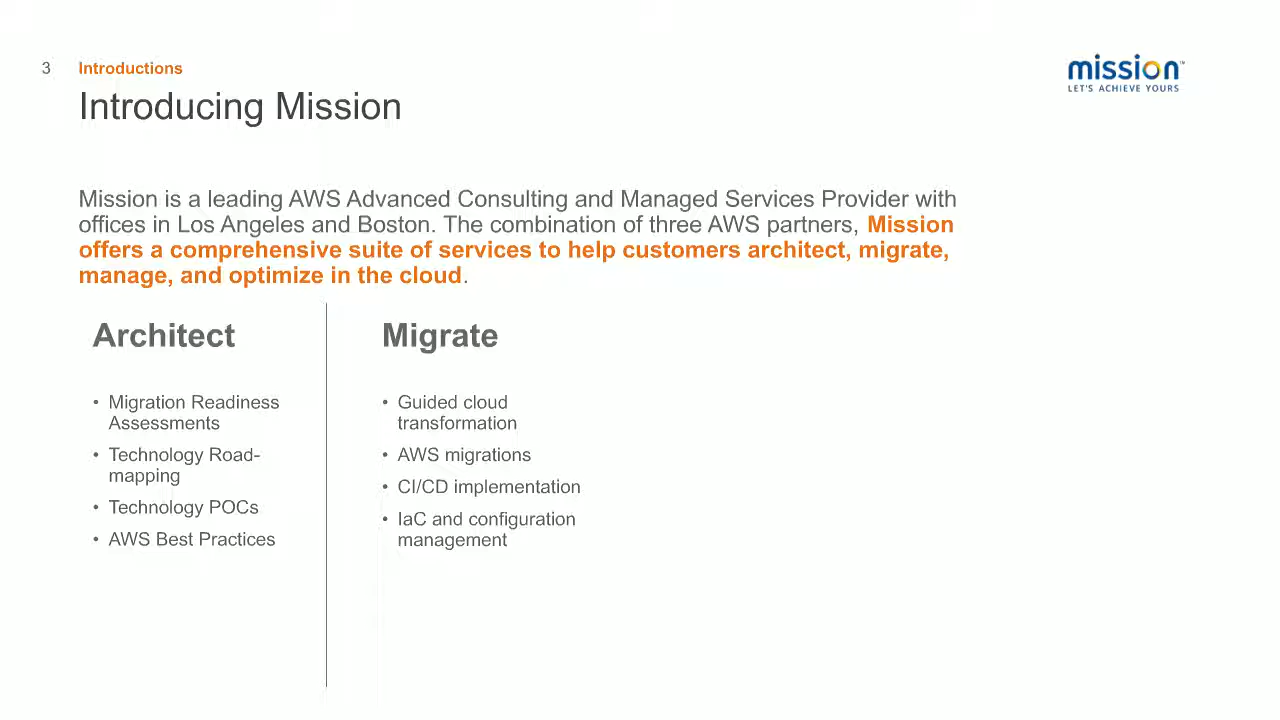 3 Introductions
Introducing Mission
mission™
LET'S ACHIEVE YOURS
Mission is a leading AWS Advanced Consulting and Managed Services Provider with
offices in Los Angeles and Boston. The combination of three AWS partners, Mission
offers a comprehensive suite of services to help customers architect, migrate,
manage, and optimize in the cloud.
Architect
• Migration Readiness
Assessments
• Technology Road-
mapping
• Technology POCs
• AWS Best Practices
Migrate
• Guided cloud
transformation
• AWS migrations
• CI/CD implementation
• IaC and configuration
management